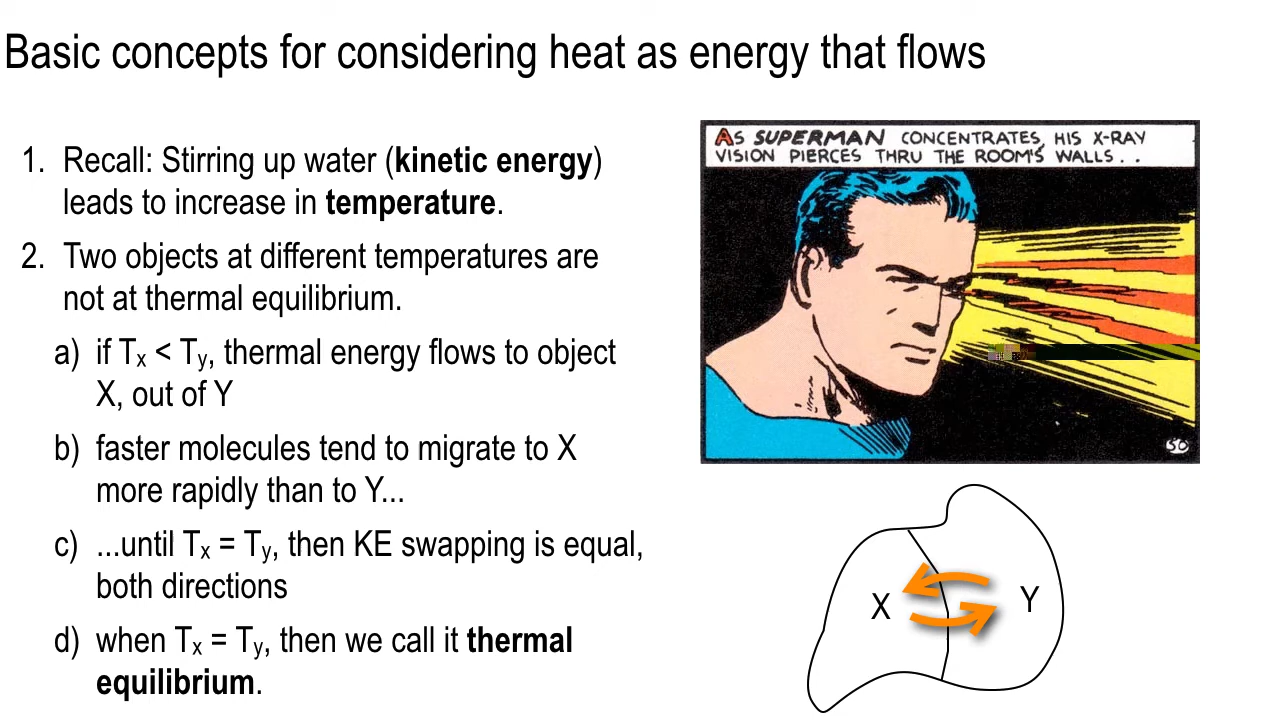 Basic concepts for considering heat as energy that flows
1. Recall: Stirring up water (kinetic energy)
leads to increase in temperature.
2. Two objects at different temperatures are
not at thermal equilibrium.
a) if Tₓ < Tᵧ, thermal energy flows to object
X, out of Y
b) faster molecules tend to migrate to X
more rapidly than to Y...
c) ...until Tₓ = Tᵧ, then KE swapping is equal,
both directions
d) when Tₓ = Tᵧ, then we call it thermal
equilibrium.
AS SUPERMAN CONCENTRATES, HIS X-RAY
VISION PIERCES THRU THE ROOM'S WALLS..
50
X
Y